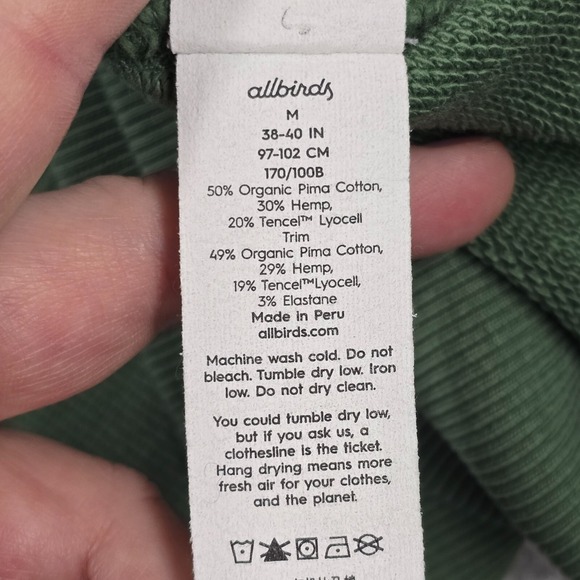 allbirds
M
38-40 IN
97-102 CM
170/100B
50% Organic Pima Cotton,
30% Hemp,
20% Tencel™ Lyocell
Trim
49% Organic Pima Cotton,
29% Hemp,
19% Tencel™Lyocell,
3% Elastane
Made in Peru
allbirds.com
Machine wash cold. Do not
bleach. Tumble dry low. Iron
low. Do not dry clean.
You could tumble dry low,
but if you ask us, a
clothesline is the ticket.
Hang drying means more
fresh air for your clothes,
and the planet.